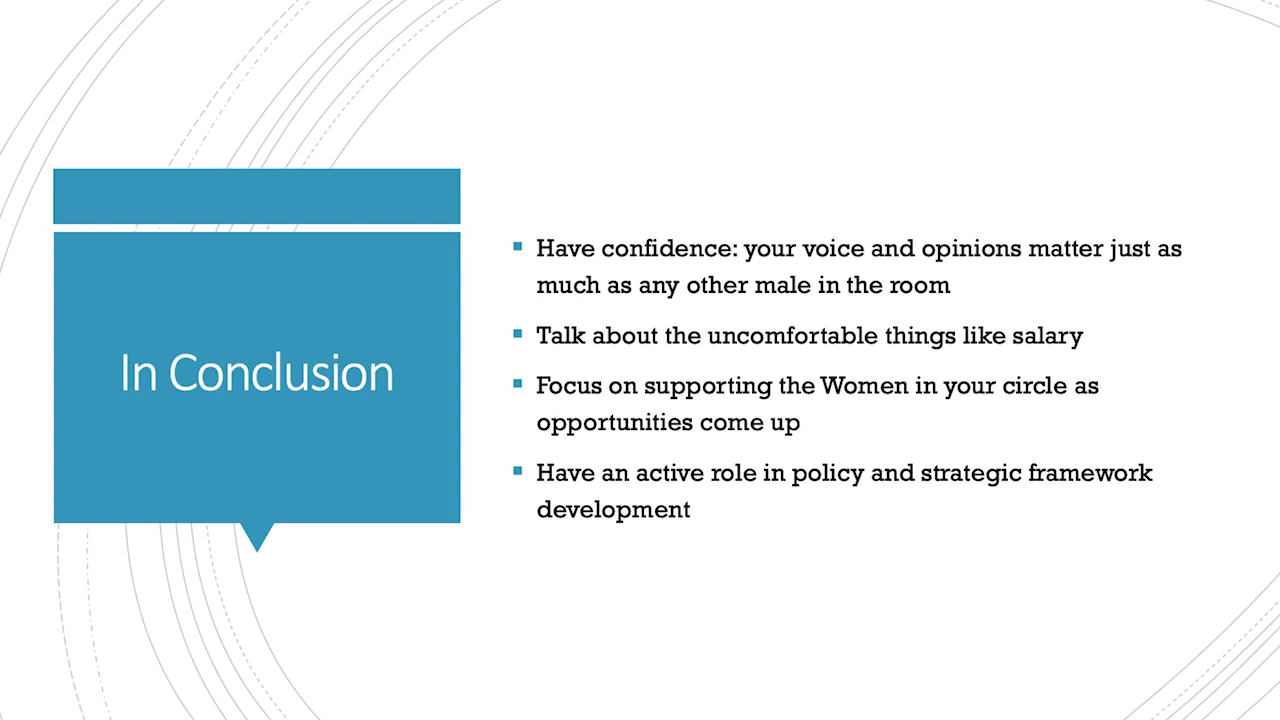 In Conclusion
Have confidence: your voice and opinions matter just as
much as any other male in the room
Talk about the uncomfortable things like salary
Focus on supporting the Women in your circle as
opportunities come up
Have an active role in policy and strategic framework
development